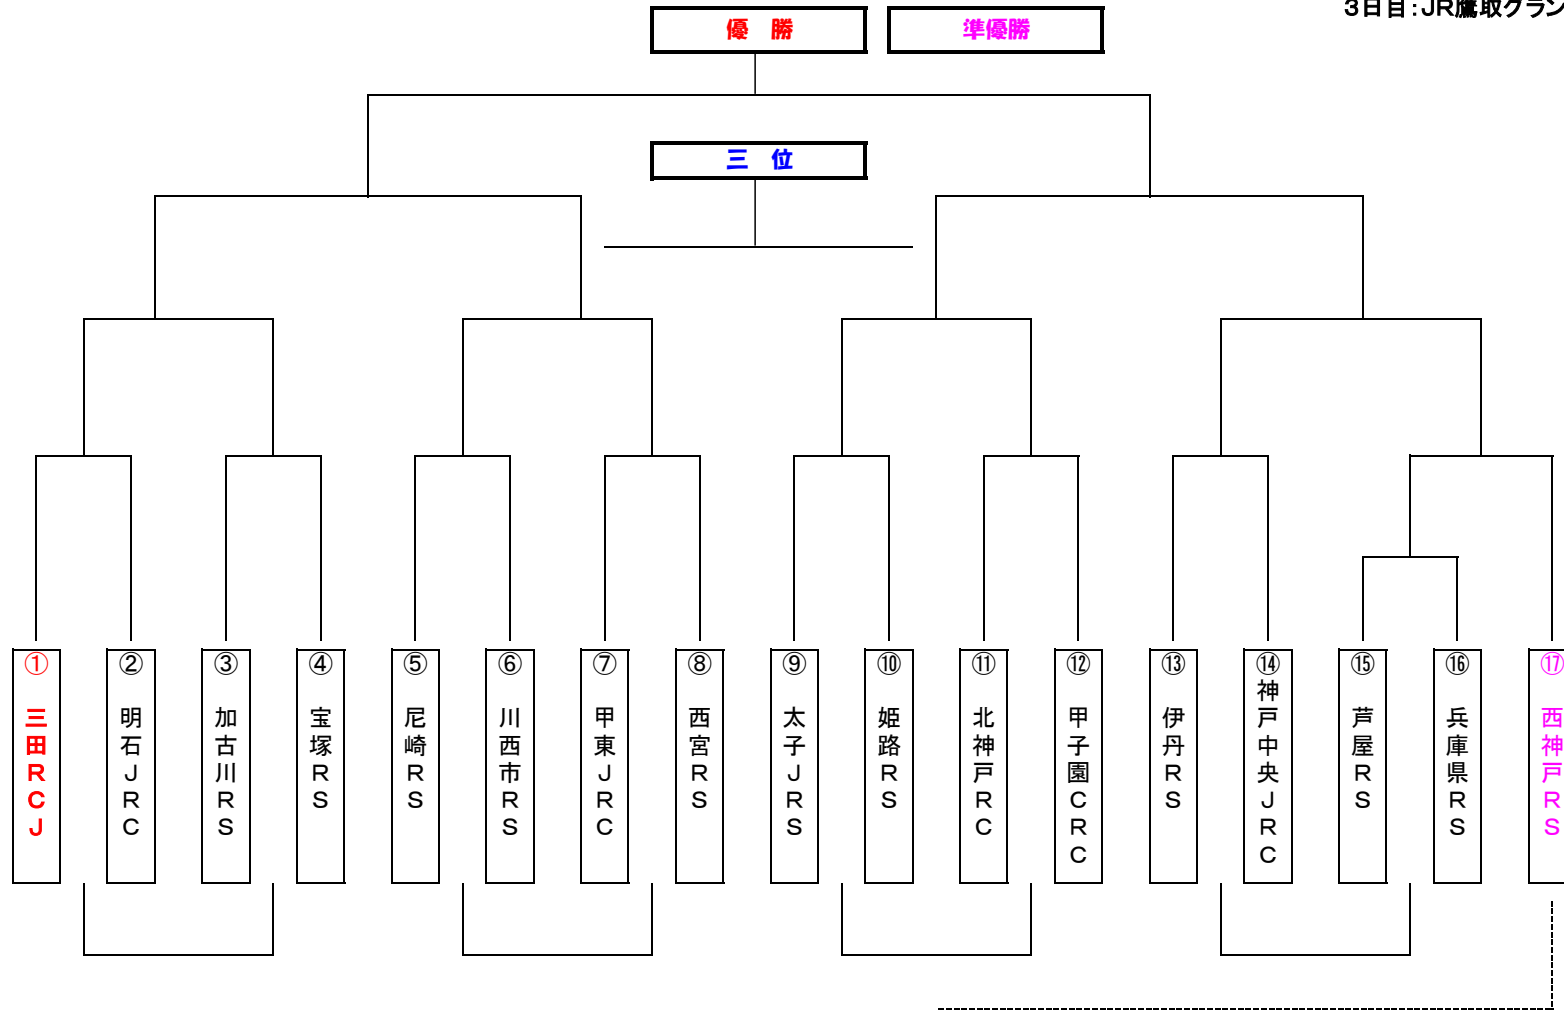 3日目：JR鷹取グラン
優　勝
準優勝
三　位
① 三田RCJ
② 明石JRC
③ 加古川RS
④ 宝塚RS
⑤ 尼崎RS
⑥ 川西市RS
⑦ 甲東JRC
⑧ 西宮RS
⑨ 太子JRS
⑩ 姫路RS
⑪ 北神戸RC
⑫ 甲子園CRC
⑬ 伊丹RS
⑭ 神戸中央JRC
⑮ 芦屋RS
⑯ 兵庫県RS
⑰ 西神戸RS